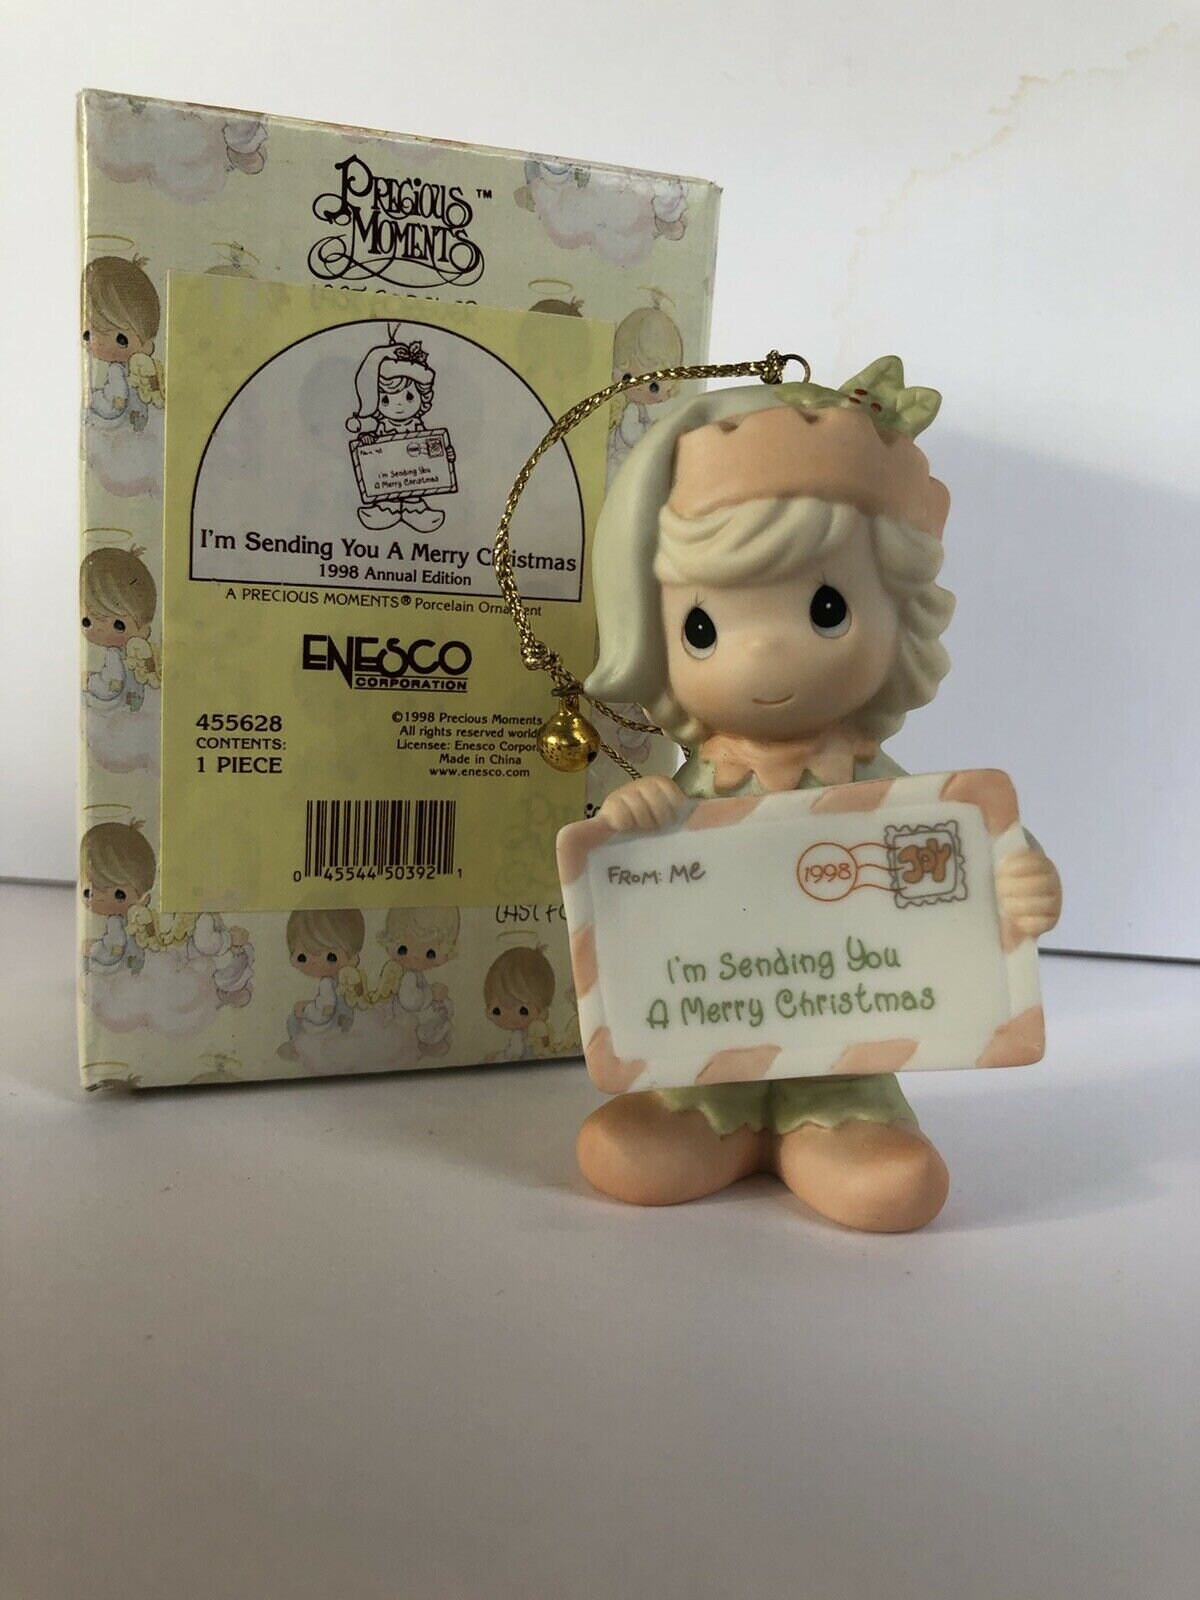 PRECIOUS MOMENTS™
From: Me
I'm Sending You
A Merry Christmas
I'm Sending You A Merry Christmas
1998 Annual Edition
A PRECIOUS MOMENTS® Porcelain Ornament
ENESCO
CORPORATION
455628
CONTENTS:
1 PIECE
©1998 Precious Moments
All rights reserved
Licensee: Enesco
Made in China
www.enesco.com
0 45544 50392 1
FROM: Me
1998
JOY
I'm Sending You
A Merry Christmas